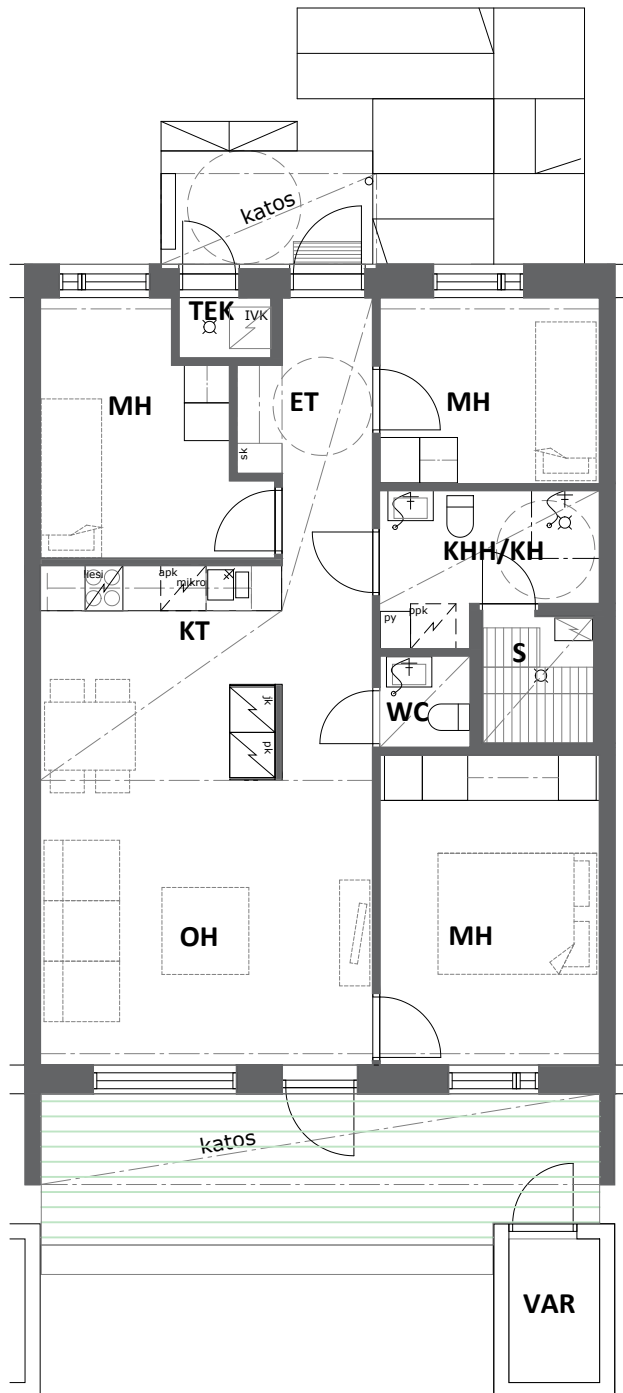 katos
TEK
IVK
MH
ET
MH
sk
KHH/KH
liesi
apk
mikro
KT
py
ppk
S
jk
pk
WC
OH
MH
katos
VAR